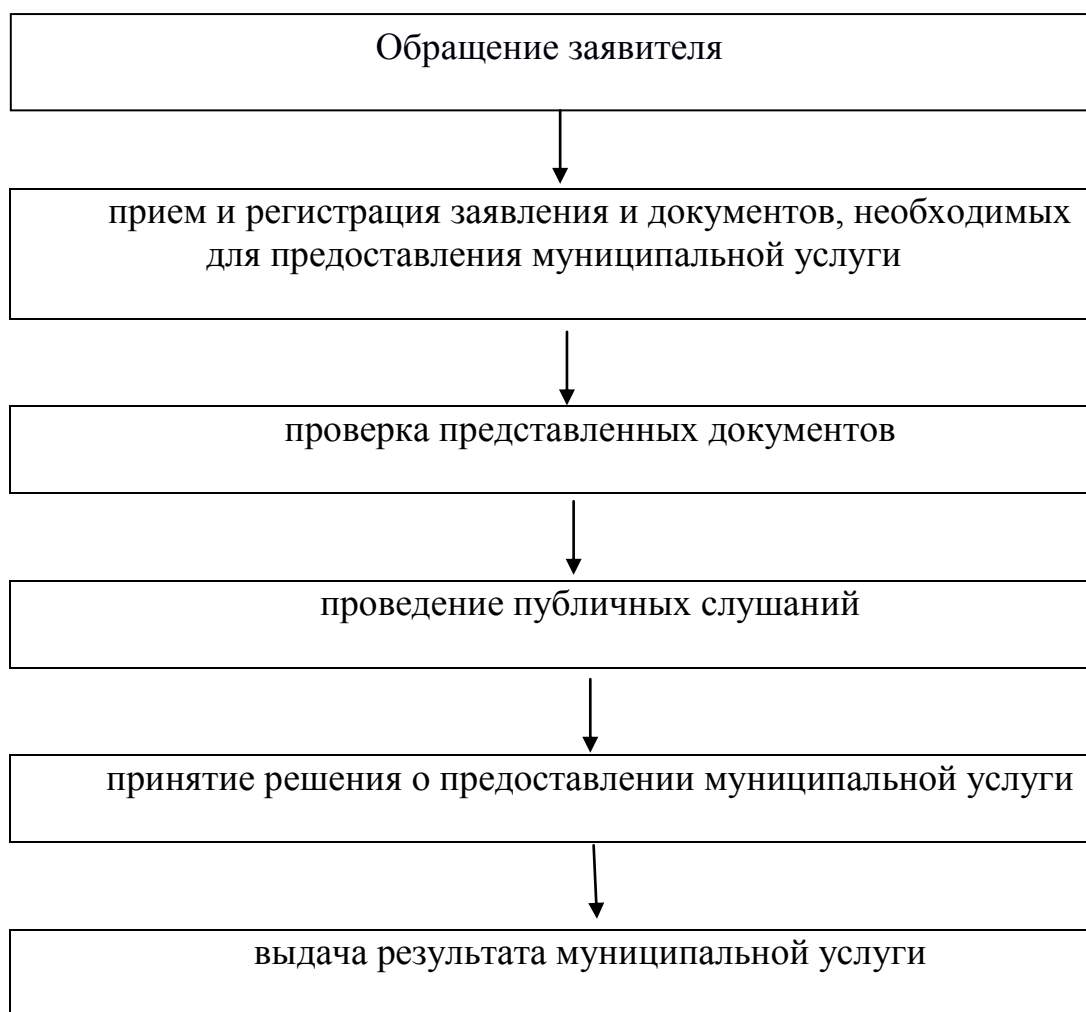 Обращение заявителя
прием и регистрация заявления и документов, необходимых
для предоставления муниципальной услуги
проверка представленных документов
проведение публичных слушаний
принятие решения о предоставлении муниципальной услуги
выдача результата муниципальной услуги